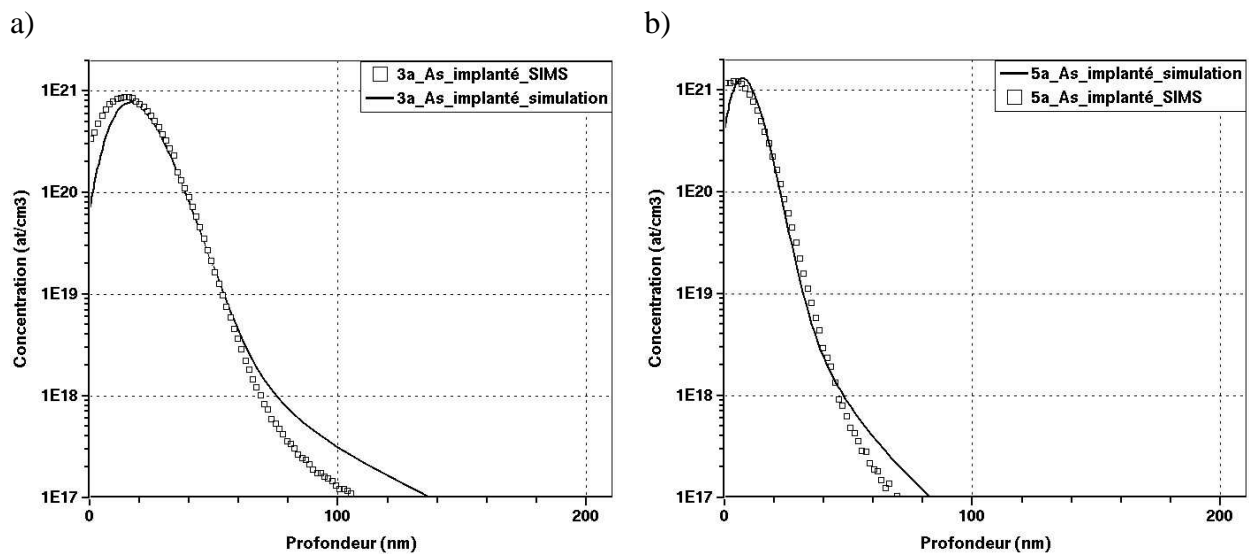 a)
3a_As_implanté_SIMS
3a_As_implanté_simulation
1E21
1E20
1E19
1E18
1E17
Concentration (at/cm3)
0
100
200
Profondeur (nm)
b)
5a_As_implanté_simulation
5a_As_implanté_SIMS
1E21
1E20
1E19
1E18
1E17
Concentration (at/cm3)
0
100
200
Profondeur (nm)